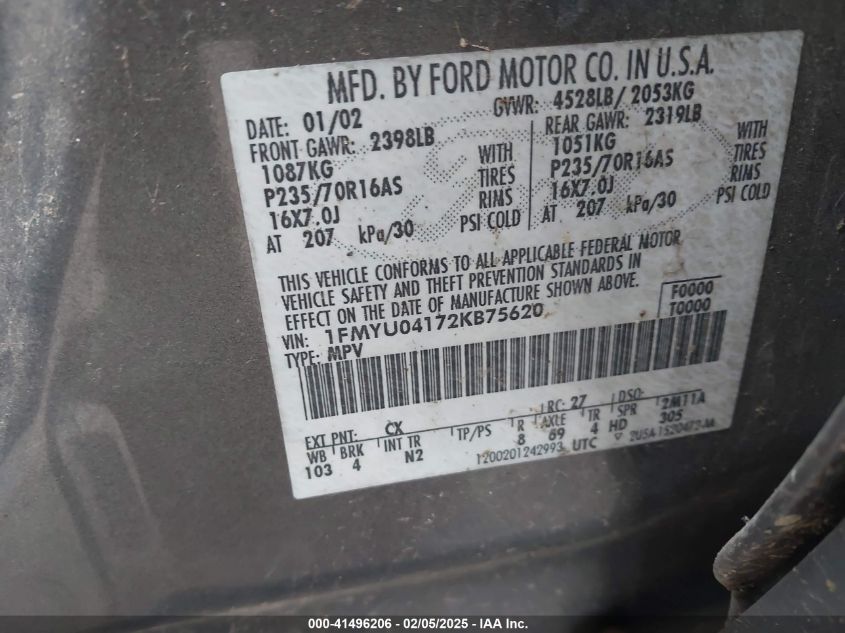 MFD. BY FORD MOTOR CO. IN U.S.A.
DATE: 01/02 GVWR: 4528LB/ 2053KG
FRONT GAWR: 2398LB REAR GAWR: 2319LB
1087KG WITH 1051KG WITH
P235/70R16AS TIRES P235/70R16AS TIRES
16X7.0J RIMS 16X7.0J RIMS
AT 207 kPa/30 PSI COLD AT 207 kPa/30 PSI COLD
THIS VEHICLE CONFORMS TO ALL APPLICABLE FEDERAL MOTOR
VEHICLE SAFETY AND THEFT PREVENTION STANDARDS IN
EFFECT ON THE DATE OF MANUFACTURE SHOWN ABOVE.
VIN: 1FMYU04172KB75620 F0000
TYPE: MPV T0000
EXT PNT: CX RC: 27 DSO: 2M11A
WB BRK INT TR TP/PS R AXLE TR SPR
103 4 N2 8 69 4 HD 305
1200201242993 UTC 2U5A-1520472-AA
000-41496206 - 02/05/2025 - IAA Inc.